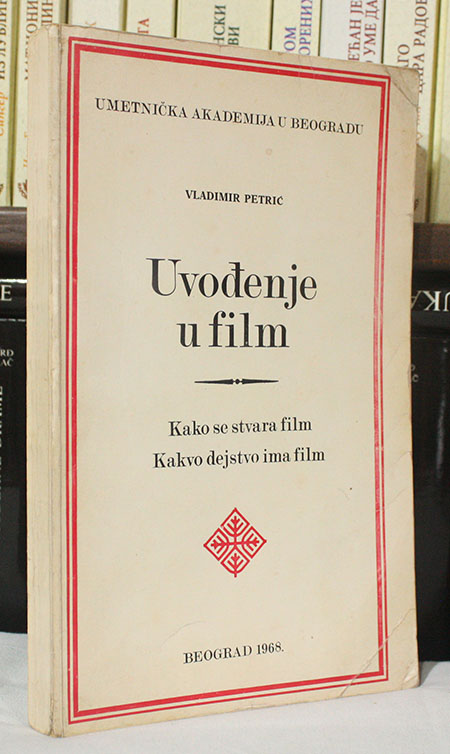 UMETNIČKA AKADEMIJA U BEOGRADU
VLADIMIR PETRIĆ
Uvođenje
u film
Kako se stvara film
Kakvo dejstvo ima film
BEOGRAD 1968.